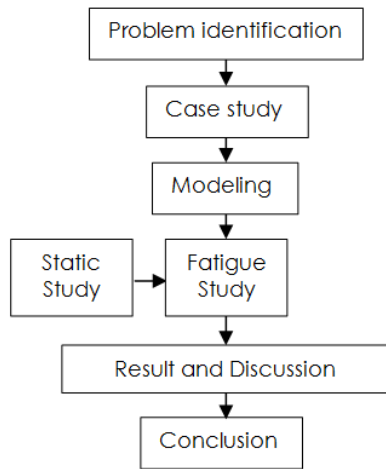 Problem identification
Case study
Modeling
Static
Study
Fatigue
Study
Result and Discussion
Conclusion